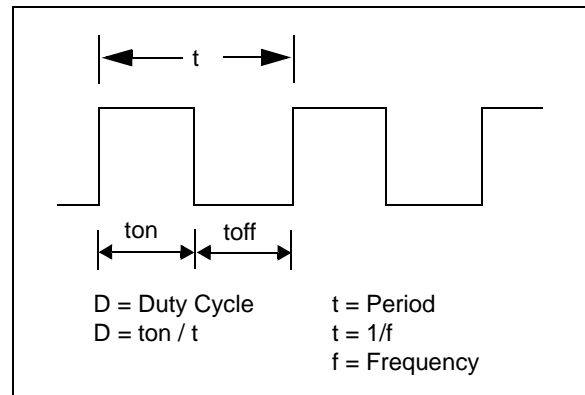 t
ton
toff
D = Duty Cycle
D = ton / t
t = Period
t = 1/f
f = Frequency